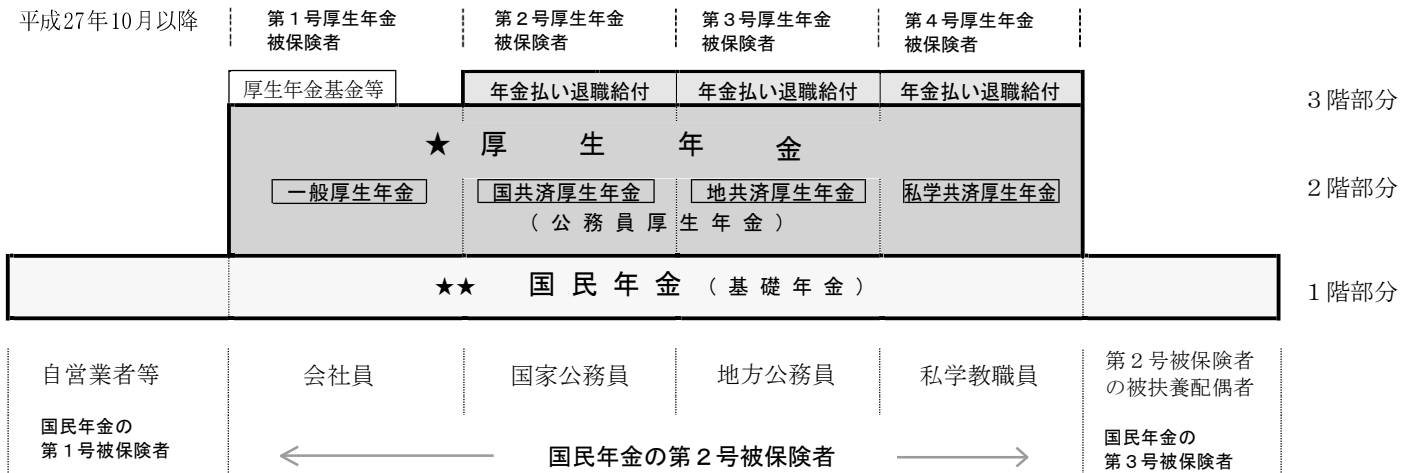 平成27年10月以降
第１号厚生年金
被保険者
第２号厚生年金
被保険者
第３号厚生年金
被保険者
第４号厚生年金
被保険者
厚生年金基金等
年金払い退職給付
年金払い退職給付
年金払い退職給付
３階部分
★ 厚生年金
一般厚生年金
国共済厚生年金
地共済厚生年金
私学共済厚生年金
２階部分
（公務員厚生年金）
★★ 国民年金（基礎年金）
１階部分
自営業者等
会社員
国家公務員
地方公務員
私学教職員
第２号被保険者
の被扶養配偶者
国民年金の
第１号被保険者
国民年金の第２号被保険者
国民年金の
第３号被保険者